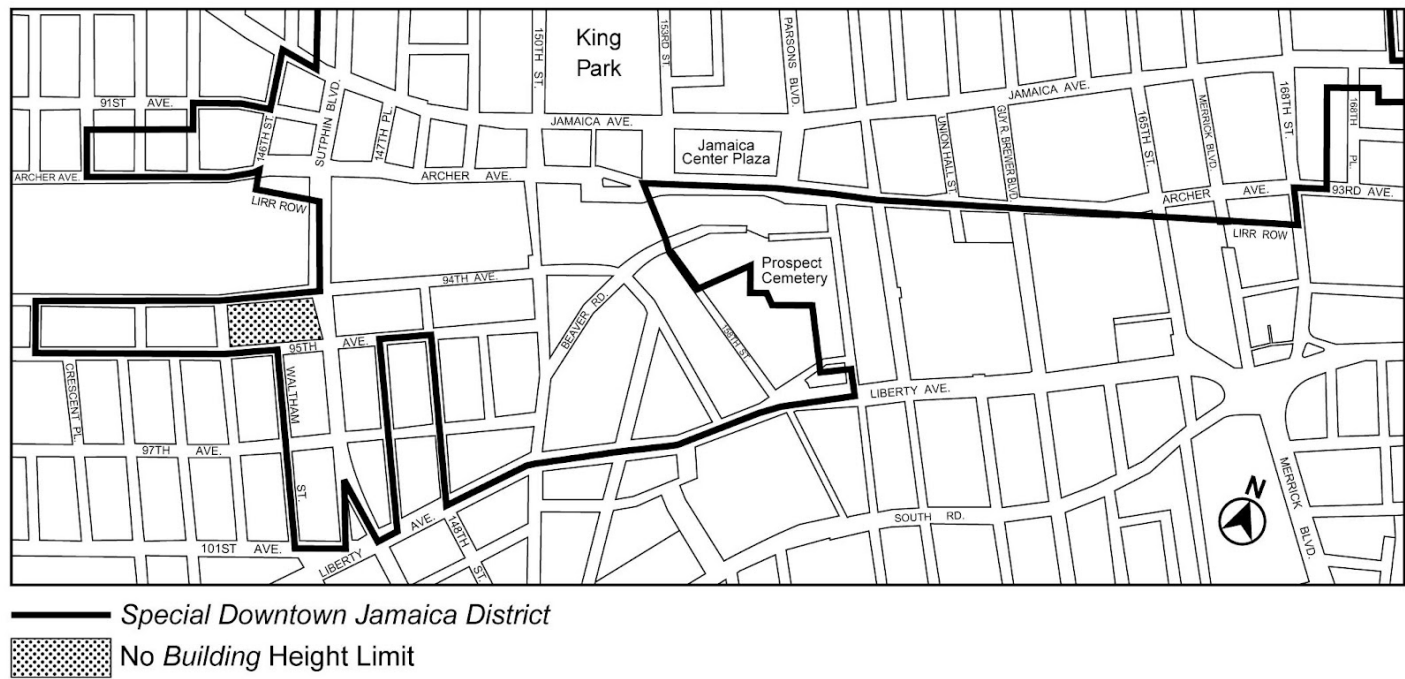 King
Park
150TH ST.
153RD ST.
PARSONS BLVD.
91ST AVE.
146TH ST.
SUTPHIN BLVD.
147TH PL.
JAMAICA AVE.
JAMAICA AVE.
Jamaica
Center Plaza
UNION HALL ST.
GUY R. BREWER BLVD.
165TH ST.
MERRICK BLVD.
168TH ST.
168TH PL.
ARCHER AVE.
ARCHER AVE.
ARCHER AVE.
93RD AVE.
LIRR ROW
LIRR ROW
94TH AVE.
Prospect
Cemetery
BEAVER RD.
158TH ST.
95TH AVE.
CRESCENT PL.
WALTHAM ST.
LIBERTY AVE.
97TH AVE.
101ST AVE.
LIBERTY AVE.
148TH ST.
SOUTH RD.
MERRICK BLVD.
N
Special Downtown Jamaica District
No Building Height Limit